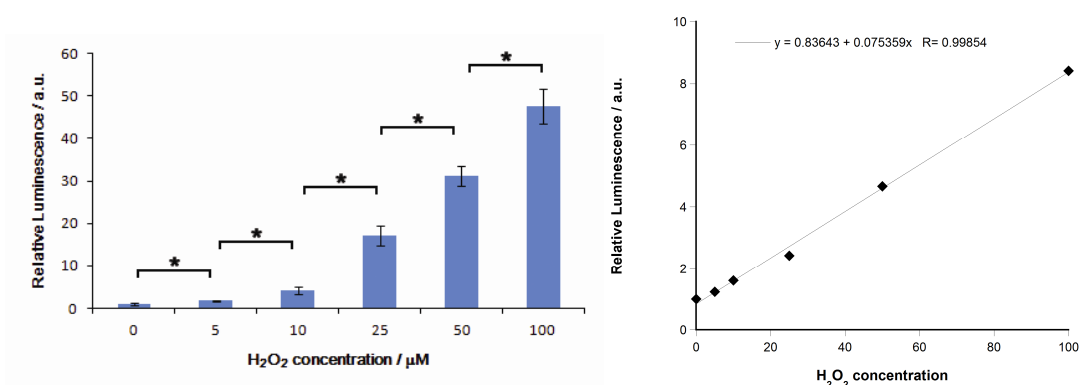 Relative Luminescence / a.u.
60
50
40
30
20
10
0
*
*
*
*
*
0 5 10 25 50 100
H₂O₂ concentration / μM
Relative Luminescence / a.u.
10
8
6
4
2
0
y = 0.83643 + 0.075359x R= 0.99854
0 20 40 60 80 100
H₂O₂ concentration